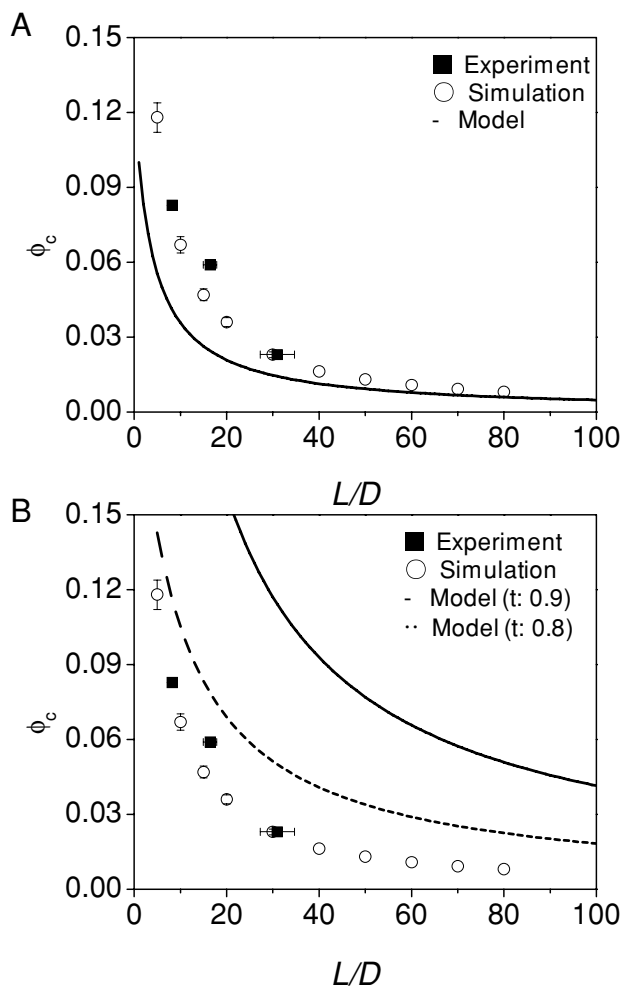 A
0.15
0.12
0.09
0.06
0.03
0.00
ϕc
0 20 40 60 80 100
L/D
Experiment
Simulation
- Model
B
0.15
0.12
0.09
0.06
0.03
0.00
ϕc
0 20 40 60 80 100
L/D
Experiment
Simulation
- Model (t: 0.9)
·· Model (t: 0.8)